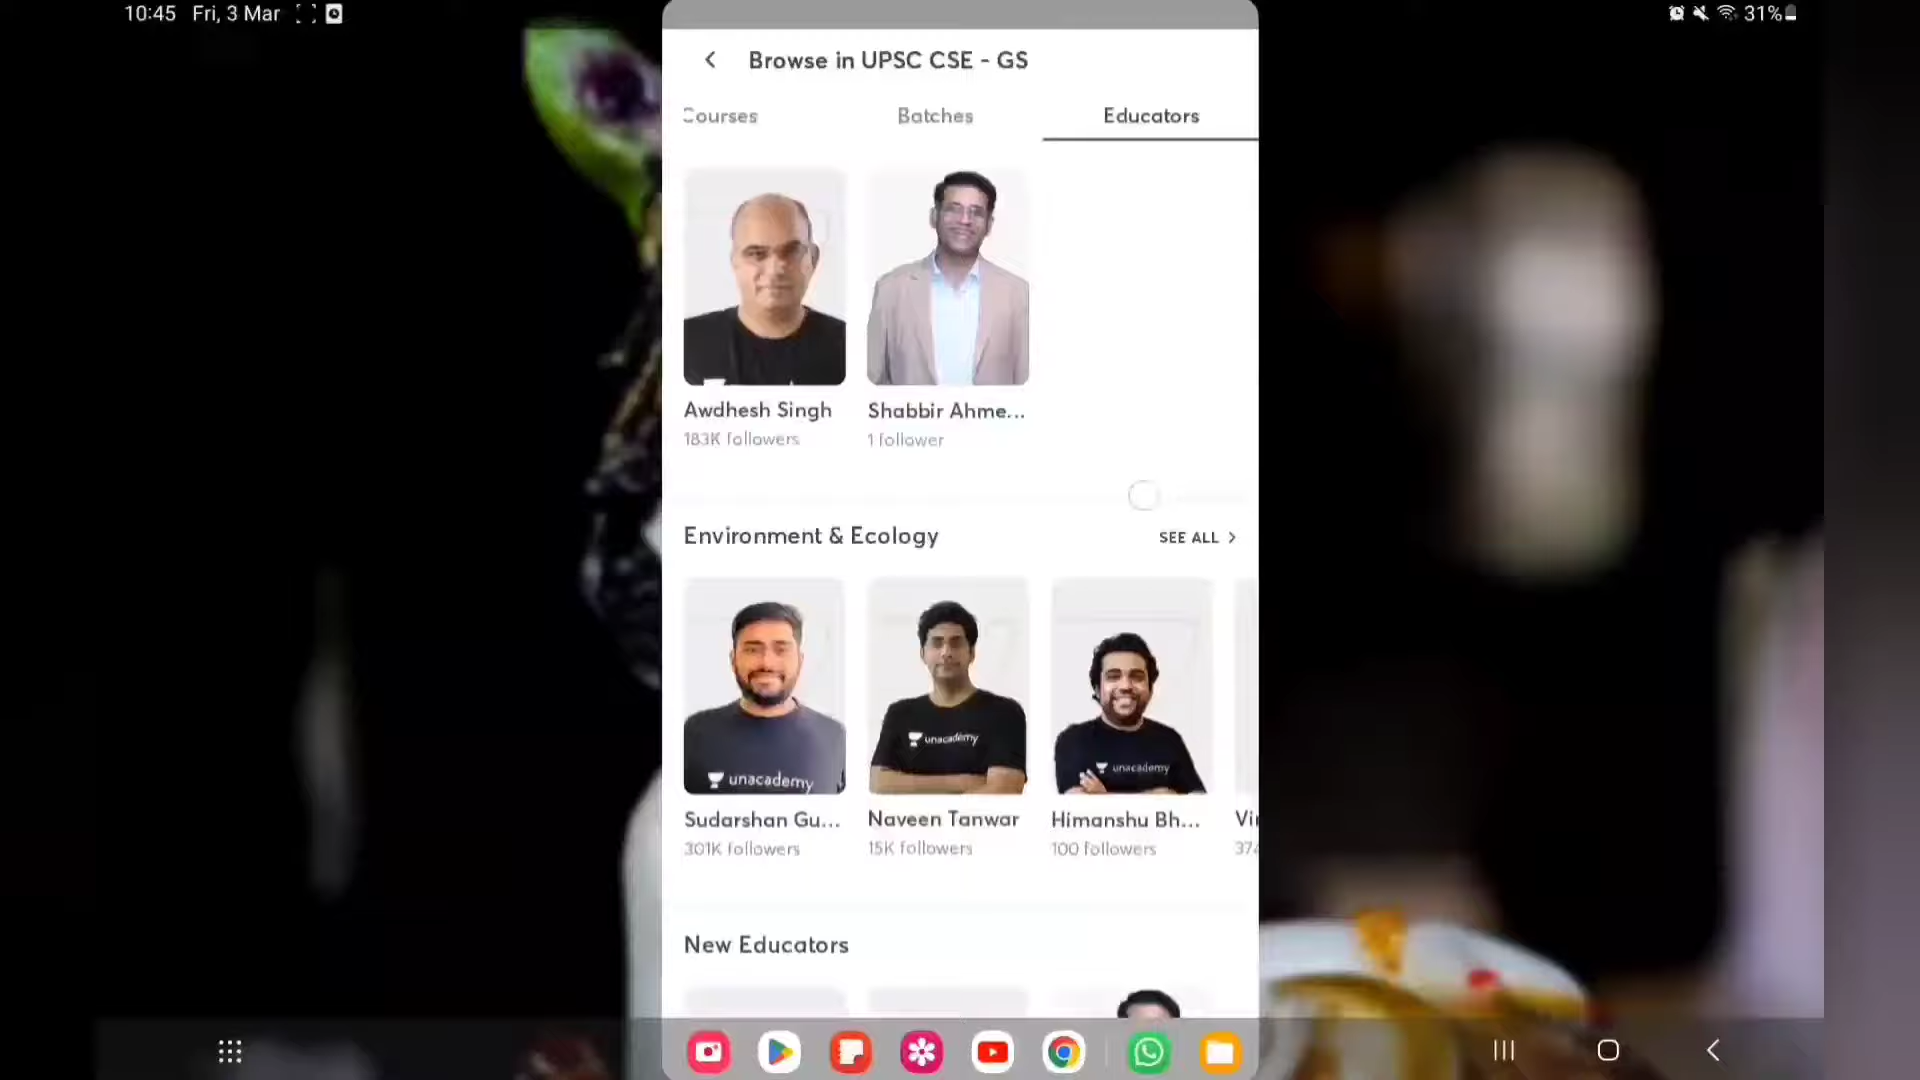 10:45 Fri, 3 Mar
31%
Browse in UPSC CSE - GS
Courses
Batches
Educators
Awdhesh Singh
183K followers
Shabbir Ahme...
1 follower
Environment & Ecology
SEE ALL >
unacademy
unacademy
unacademy
Sudarshan Gu...
301K followers
Naveen Tanwar
15K followers
Himanshu Bh...
100 followers
New Educators